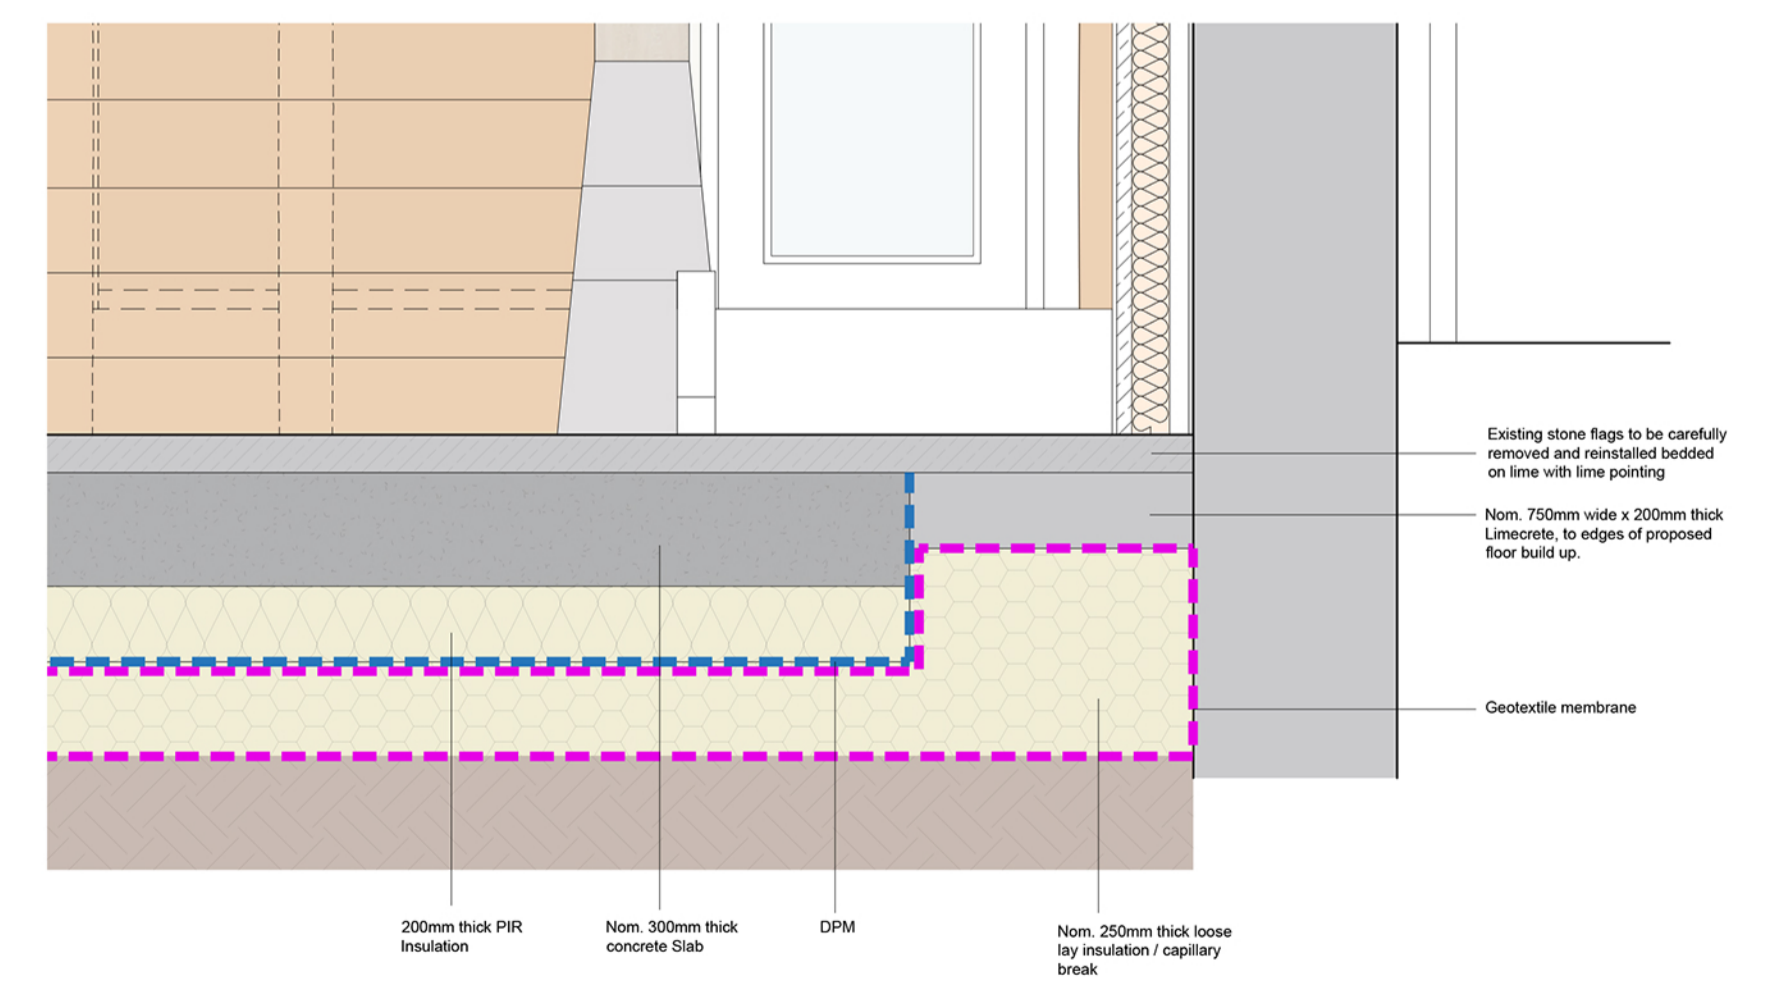 Existing stone flags to be carefully
removed and reinstalled bedded
on lime with lime pointing
Nom. 750mm wide x 200mm thick
Limecrete, to edges of proposed
floor build up.
Geotextile membrane
200mm thick PIR
Insulation
Nom. 300mm thick
concrete Slab
DPM
Nom. 250mm thick loose
lay insulation / capillary
break